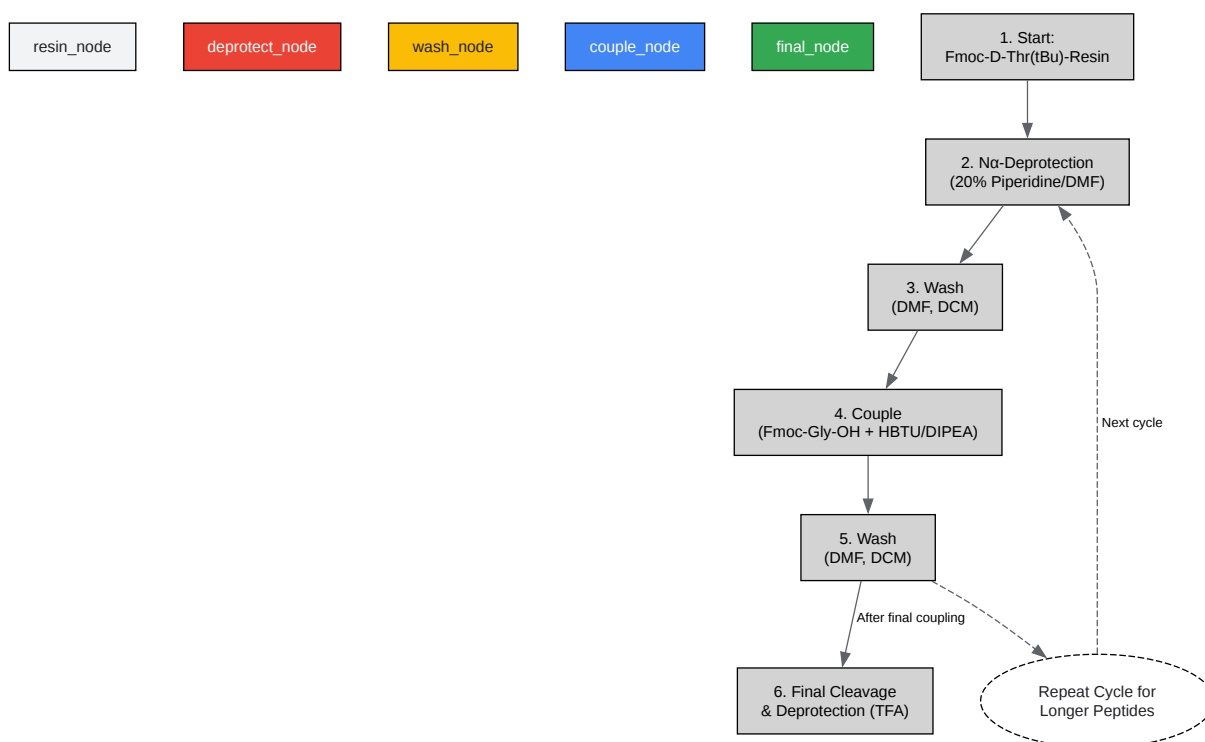 resin_node
deprotect_node
wash_node
couple_node
final_node
1. Start:
Fmoc-D-Thr(tBu)-Resin
2. Nα-Deprotection
(20% Piperidine/DMF)
3. Wash
(DMF, DCM)
4. Couple
(Fmoc-Gly-OH + HBTU/DIPEA)
Next cycle
5. Wash
(DMF, DCM)
After final coupling
6. Final Cleavage
& Deprotection (TFA)
Repeat Cycle for
Longer Peptides